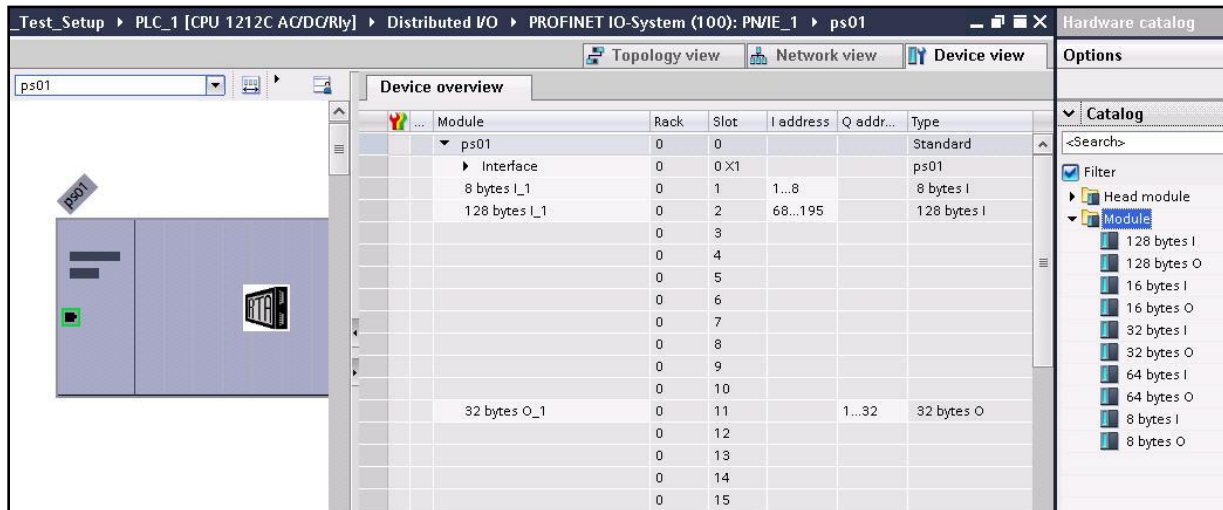 _Test_Setup ▸ PLC_1 [CPU 1212C AC/DC/Rly] ▸ Distributed I/O ▸ PROFINET IO-System (100): PN/IE_1 ▸ ps01
Topology view Network view Device view
ps01
ps01
RTA
Device overview
... Module Rack Slot I address Q addr... Type
ps01 0 0 Standard
Interface 0 0 X1 ps01
8 bytes I_1 0 1 1...8 8 bytes I
128 bytes I_1 0 2 68...195 128 bytes I
0 3
0 4
0 5
0 6
0 7
0 8
0 9
0 10
32 bytes O_1 0 11 1...32 32 bytes O
0 12
0 13
0 14
0 15
Hardware catalog
Options
Catalog
<Search>
Filter
Head module
Module
128 bytes I
128 bytes O
16 bytes I
16 bytes O
32 bytes I
32 bytes O
64 bytes I
64 bytes O
8 bytes I
8 bytes O